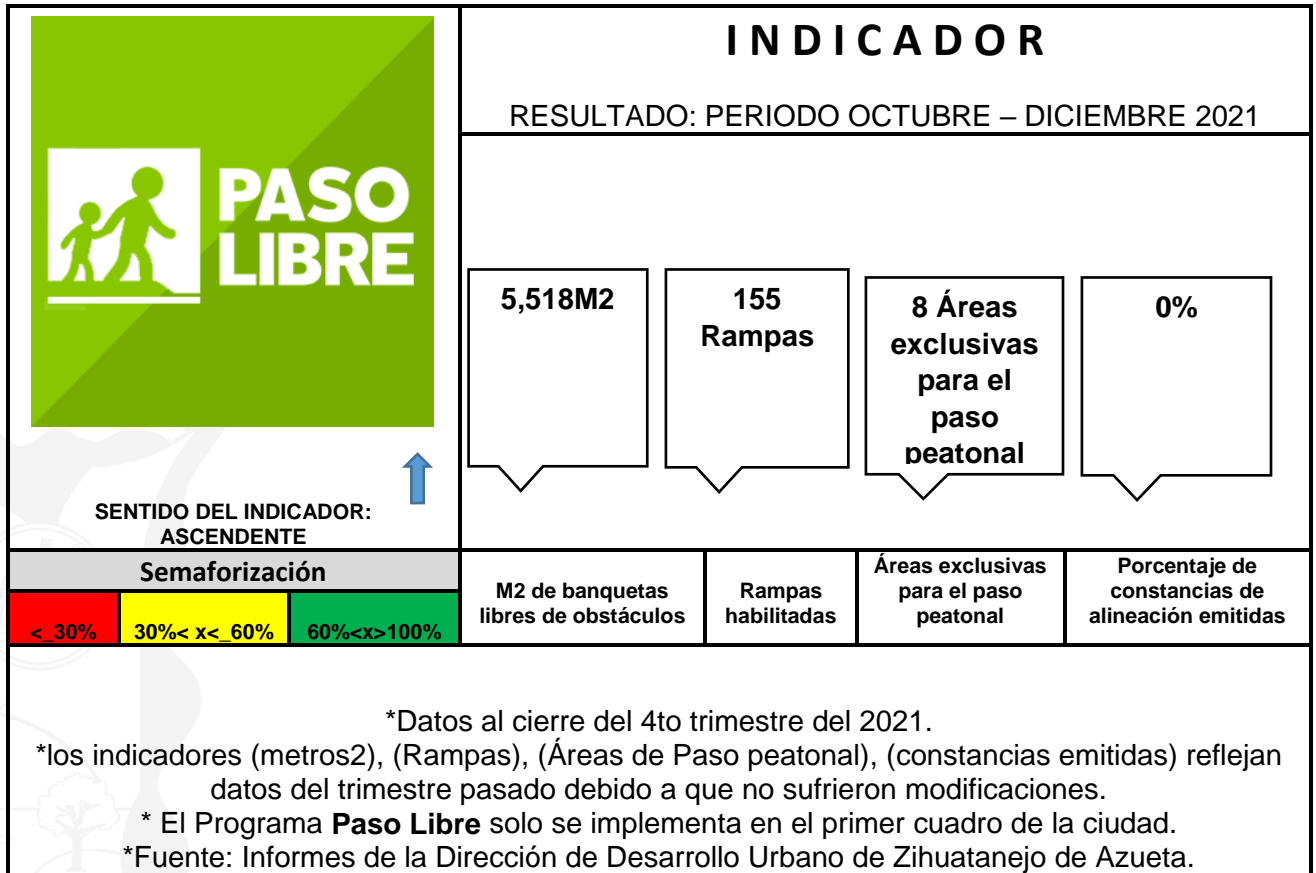 INDICADOR
RESULTADO: PERIODO OCTUBRE – DICIEMBRE 2021
PASO
LIBRE
SENTIDO DEL INDICADOR:
ASCENDENTE
5,518M2
155
Rampas
8 Áreas
exclusivas
para el
paso
peatonal
0%
Semaforización
<_30%
30%< x<_60%
60%<x>100%
M2 de banquetas
libres de obstáculos
Rampas
habilitadas
Áreas exclusivas
para el paso
peatonal
Porcentaje de
constancias de
alineación emitidas
*Datos al cierre del 4to trimestre del 2021.
*los indicadores (metros2), (Rampas), (Áreas de Paso peatonal), (constancias emitidas) reflejan
datos del trimestre pasado debido a que no sufrieron modificaciones.
* El Programa Paso Libre solo se implementa en el primer cuadro de la ciudad.
*Fuente: Informes de la Dirección de Desarrollo Urbano de Zihuatanejo de Azueta.